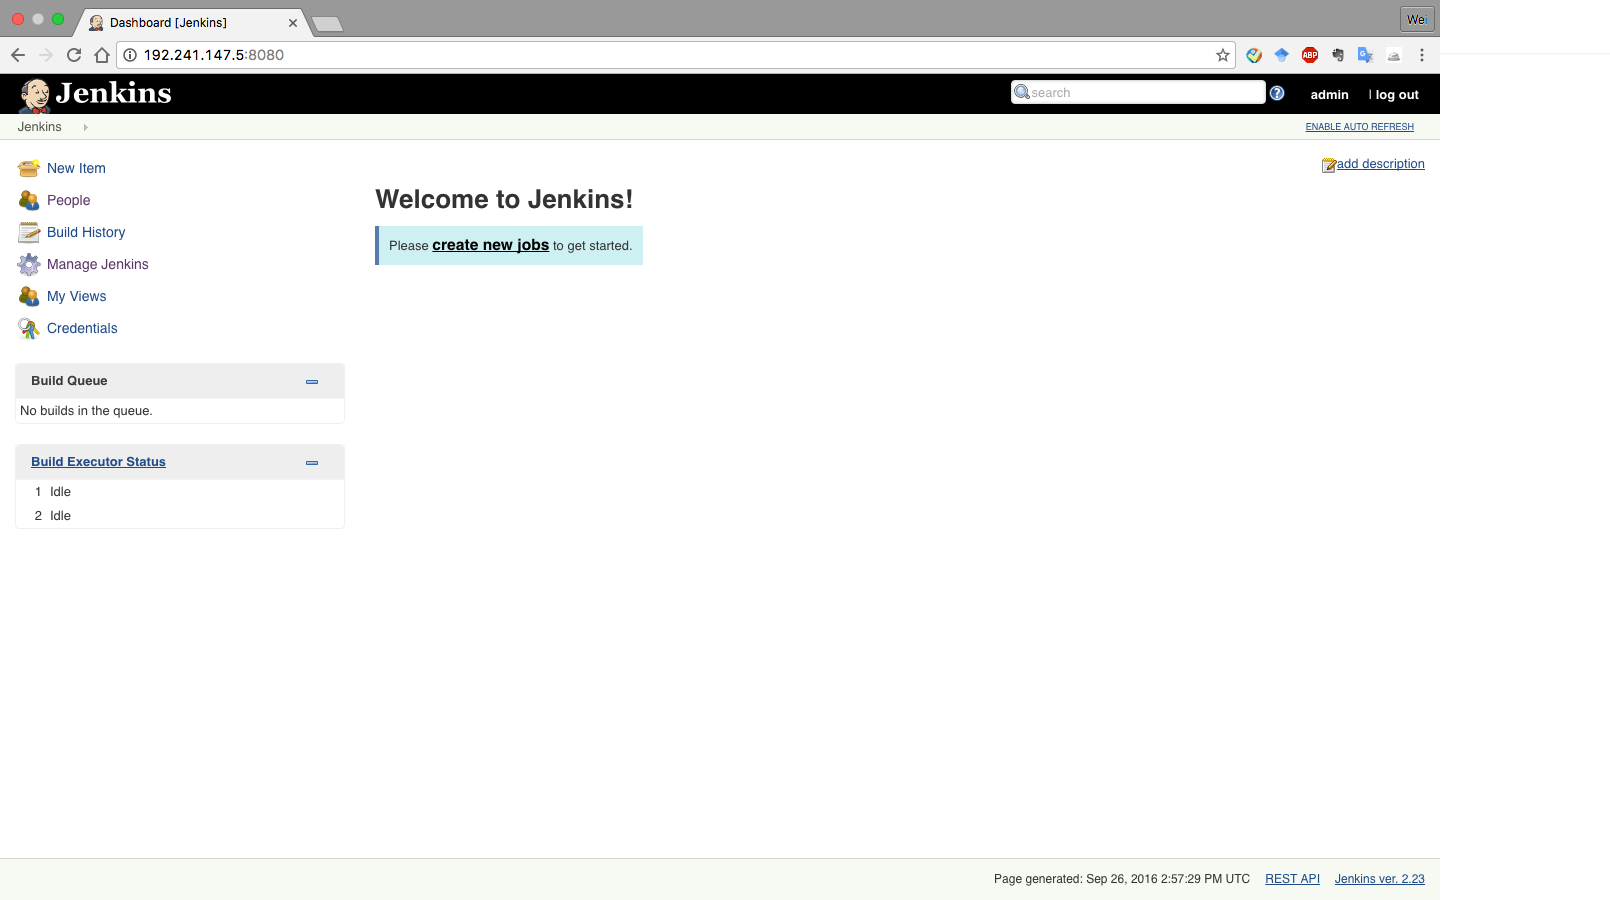 Dashboard [Jenkins]
Wei
192.241.147.5:8080
ABP
Jenkins
search
admin
| log out
Jenkins
ENABLE AUTO REFRESH
New Item
add description
People
Welcome to Jenkins!
Build History
Please create new jobs to get started.
Manage Jenkins
My Views
Credentials
Build Queue
No builds in the queue.
Build Executor Status
1 Idle
2 Idle
Page generated: Sep 26, 2016 2:57:29 PM UTC REST API Jenkins ver. 2.23